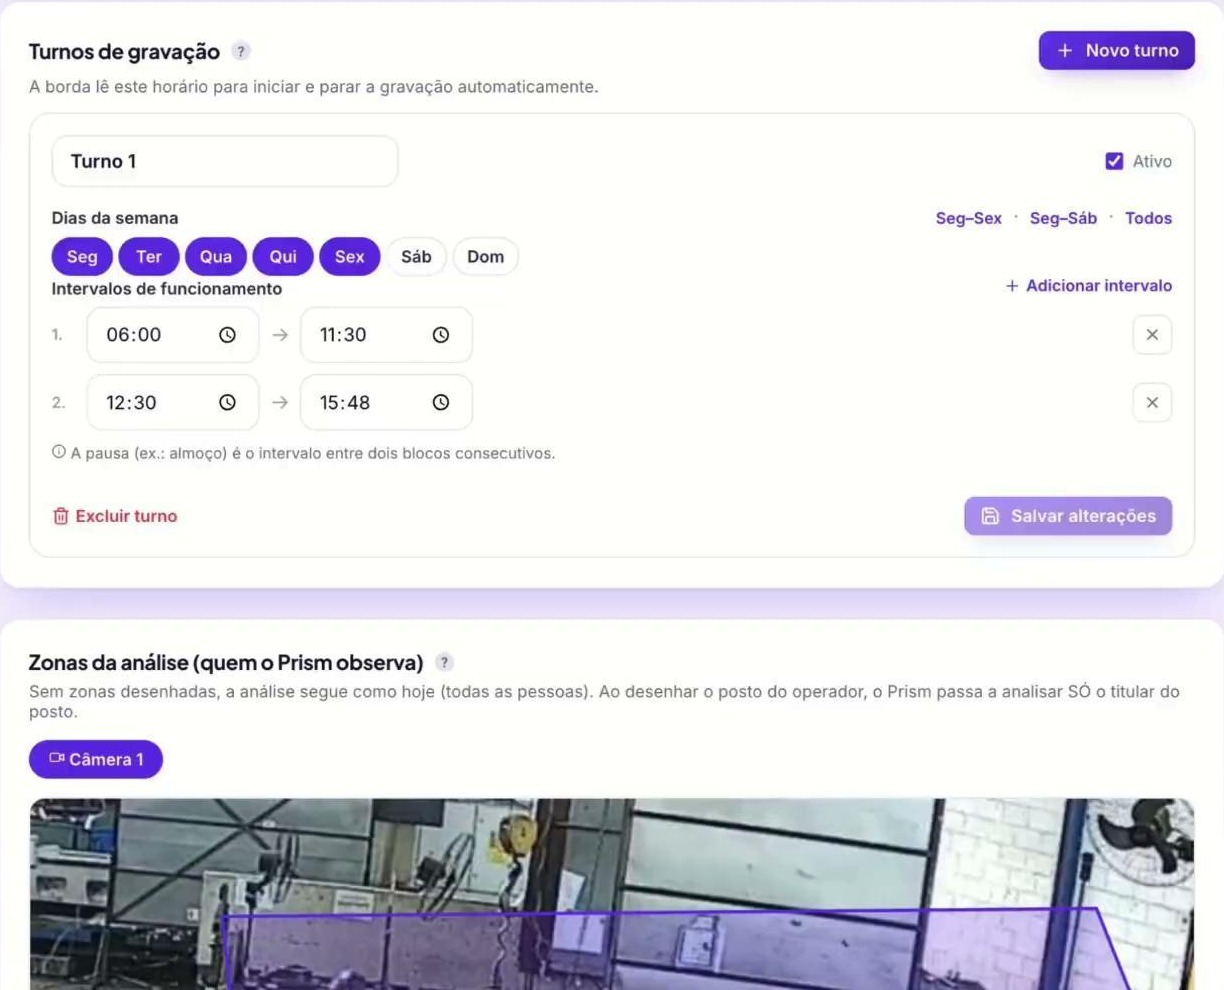 Turnos de gravação ?
+ Novo turno
A borda lê este horário para iniciar e parar a gravação automaticamente.
Turno 1
Ativo
Dias da semana
Seg–Sex · Seg–Sáb · Todos
Seg Ter Qua Qui Sex Sáb Dom
Intervalos de funcionamento
+ Adicionar intervalo
1. 06:00 → 11:30 ×
2. 12:30 → 15:48 ×
A pausa (ex.: almoço) é o intervalo entre dois blocos consecutivos.
Excluir turno
Salvar alterações
Zonas da análise (quem o Prism observa) ?
Sem zonas desenhadas, a análise segue como hoje (todas as pessoas). Ao desenhar o posto do operador, o Prism passa a analisar SÓ o titular do
posto.
Câmera 1